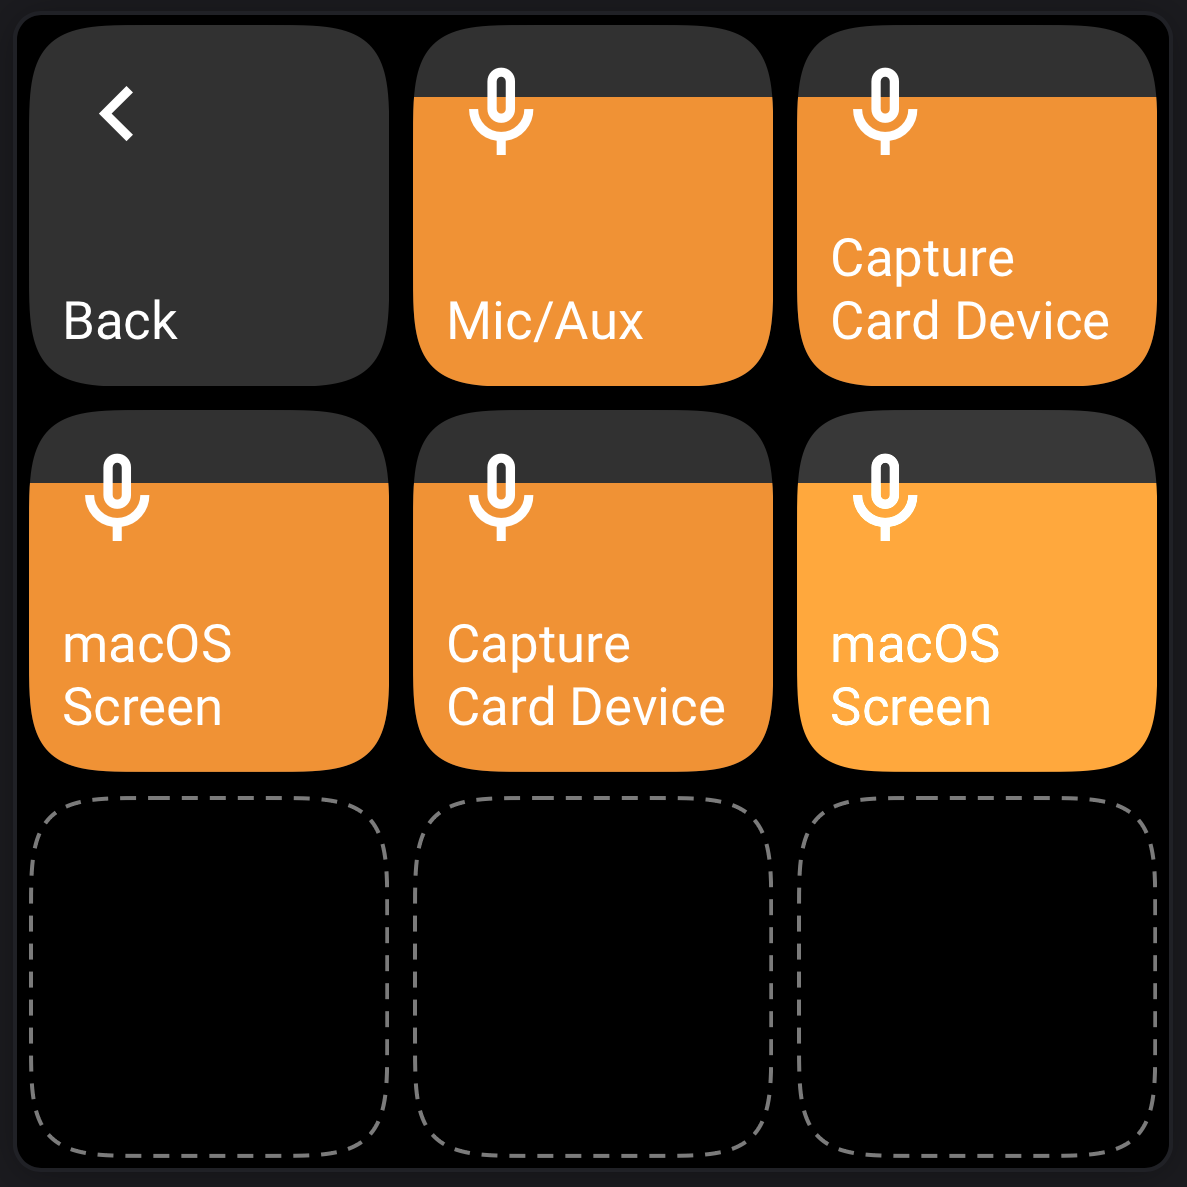 Back
Mic/Aux
Capture
Card Device
macOS
Screen
Capture
Card Device
macOS
Screen